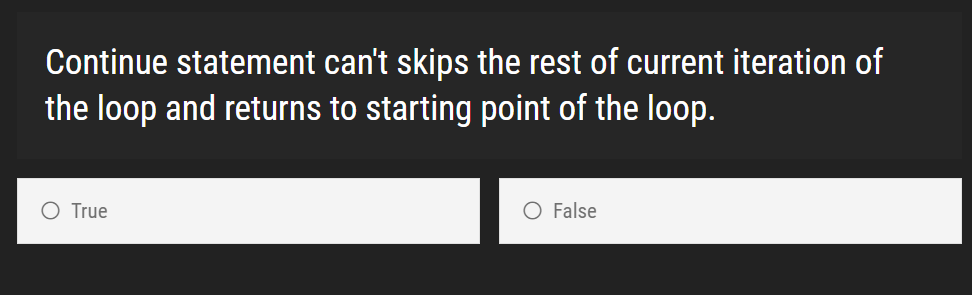 Continue statement can't skips the rest of current iteration of
the loop and returns to starting point of the loop.
True
False